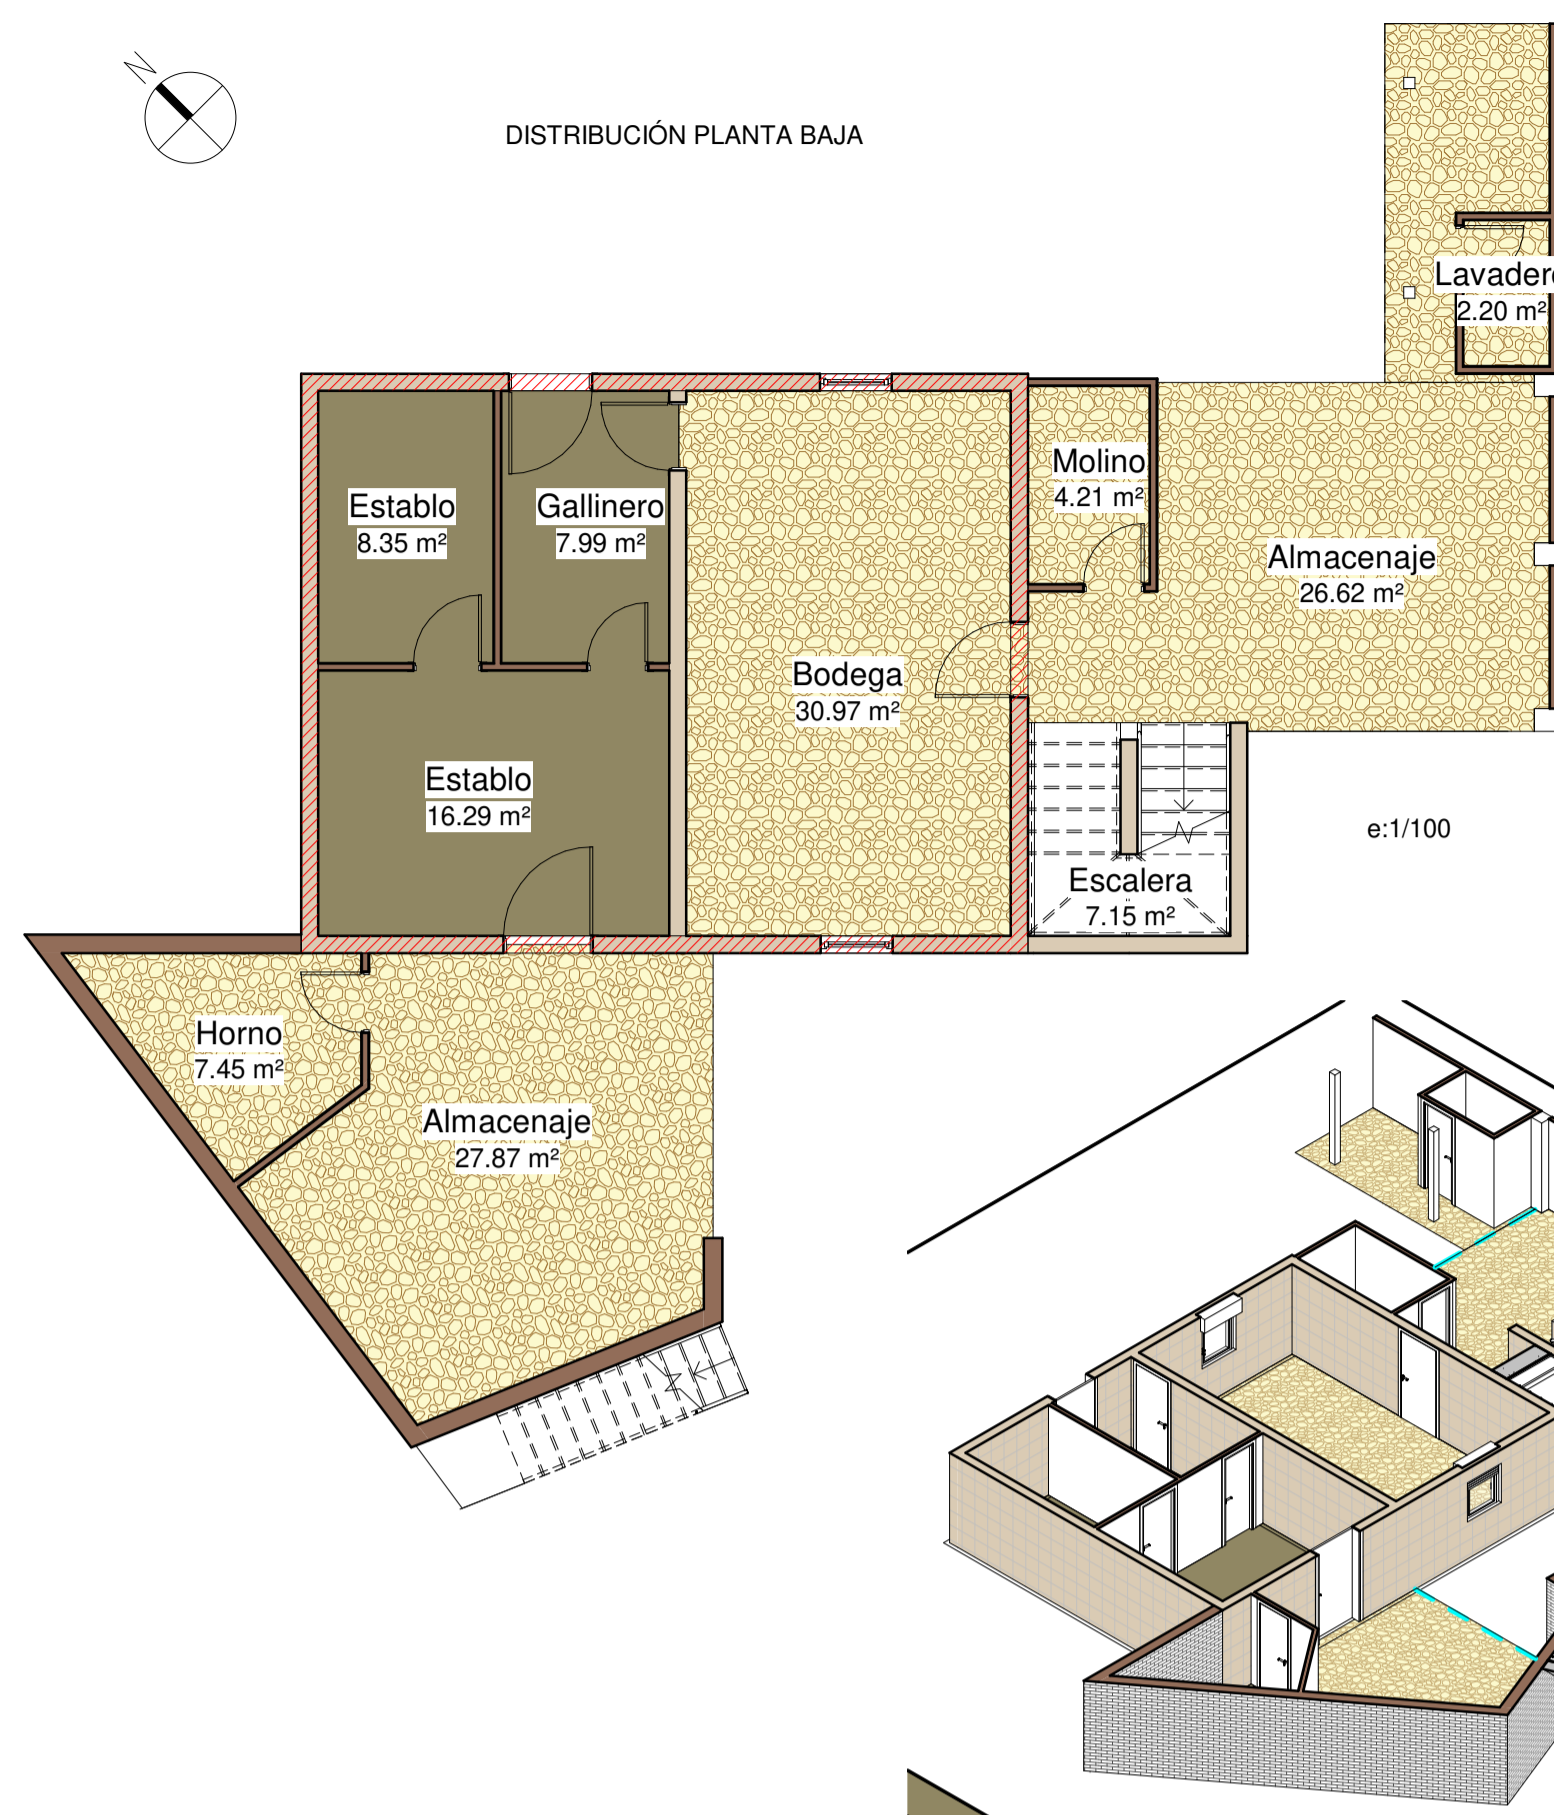 N
DISTRIBUCIÓN PLANTA BAJA
Lavadero
2.20 m²
Molino
4.21 m²
Establo
8.35 m²
Gallinero
7.99 m²
Almacenaje
26.62 m²
Bodega
30.97 m²
Establo
16.29 m²
e:1/100
Escalera
7.15 m²
Horno
7.45 m²
Almacenaje
27.87 m²